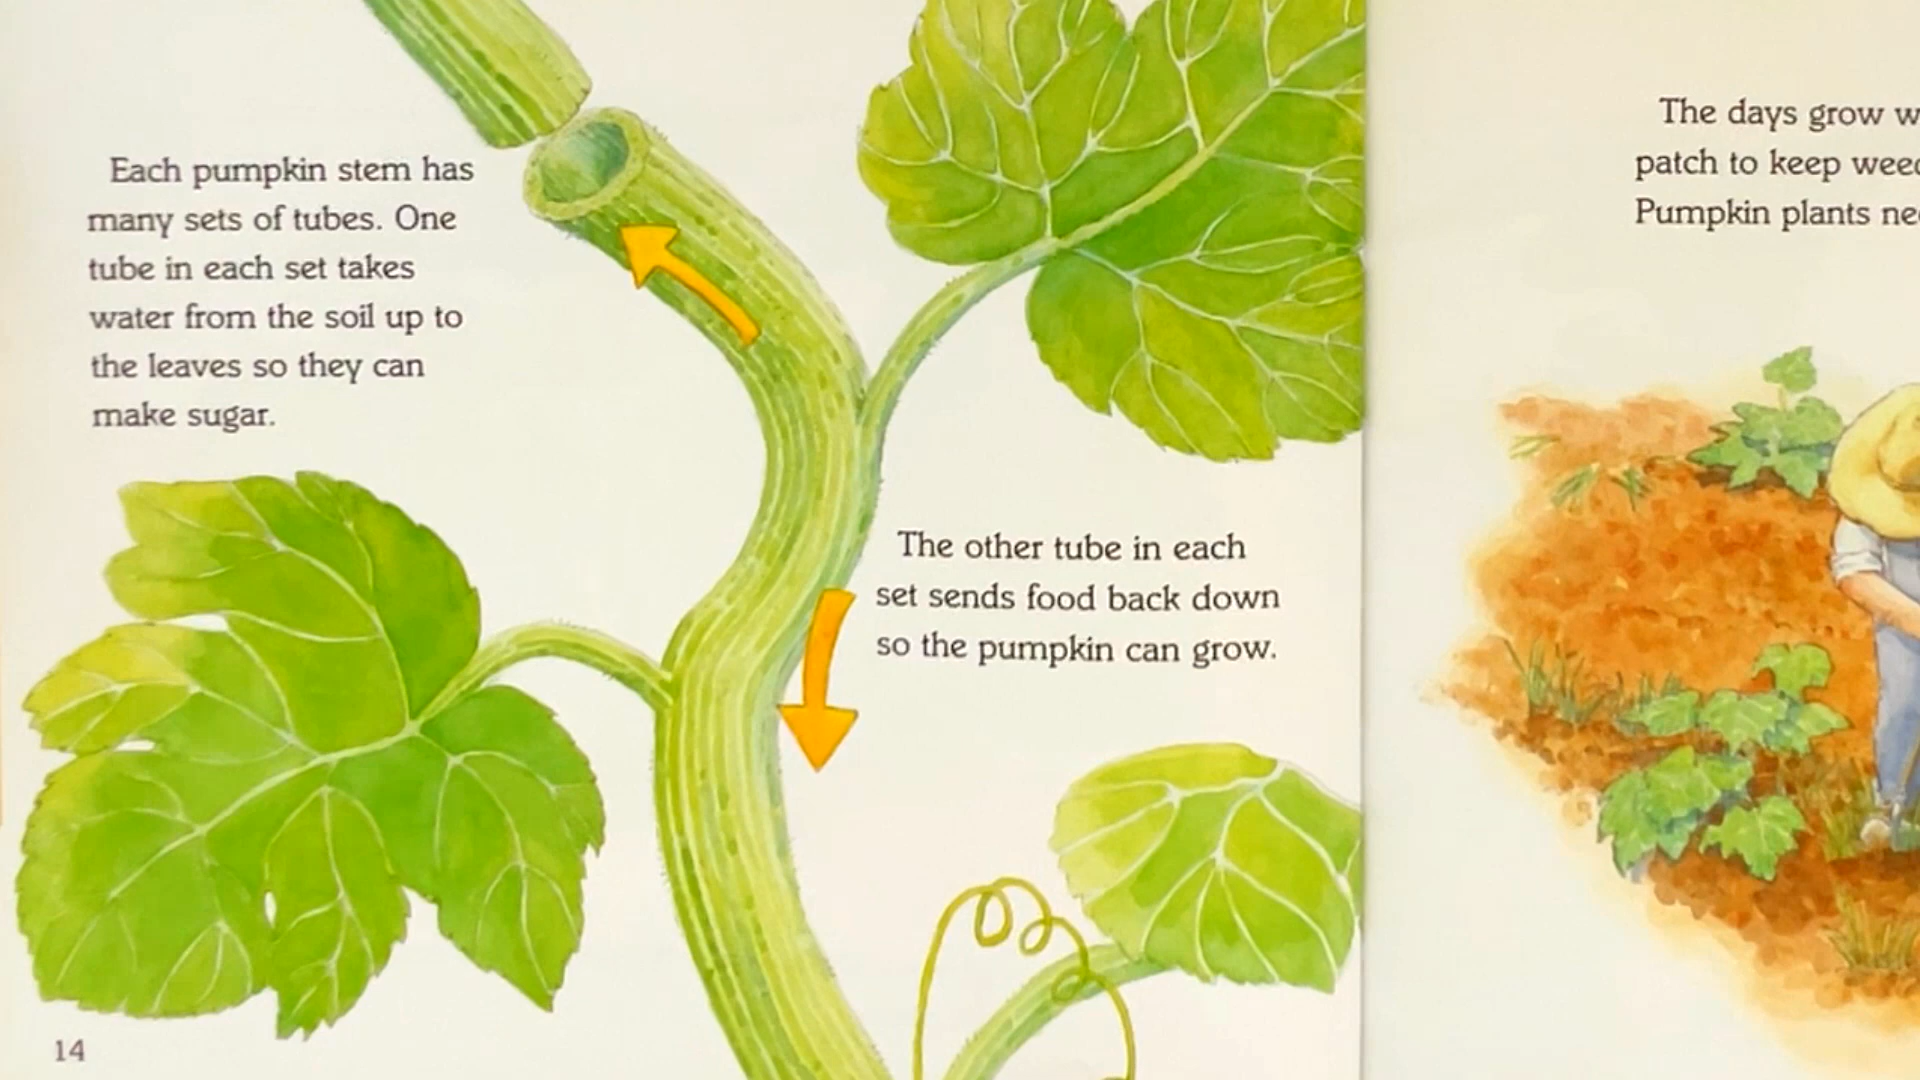 Each pumpkin stem has
many sets of tubes. One
tube in each set takes
water from the soil up to
the leaves so they can
make sugar.
The other tube in each
set sends food back down
so the pumpkin can grow.
14
The days grow
patch to keep
Pumpkin plants